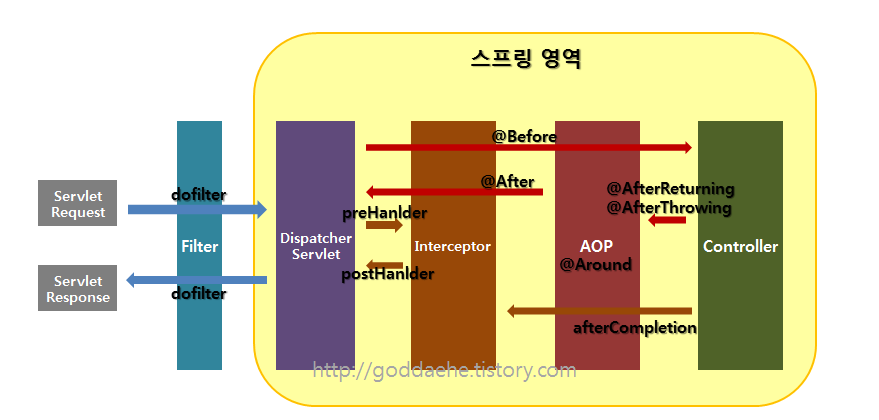 스프링 영역
@Before
@After
@AfterReturning
@AfterThrowing
dofilter
Servlet
Request
preHanlder
Filter
Dispatcher
Servlet
Interceptor
AOP
Controller
@Around
postHanlder
Servlet
Response
dofilter
afterCompletion
http://goddaehe.tistory.com